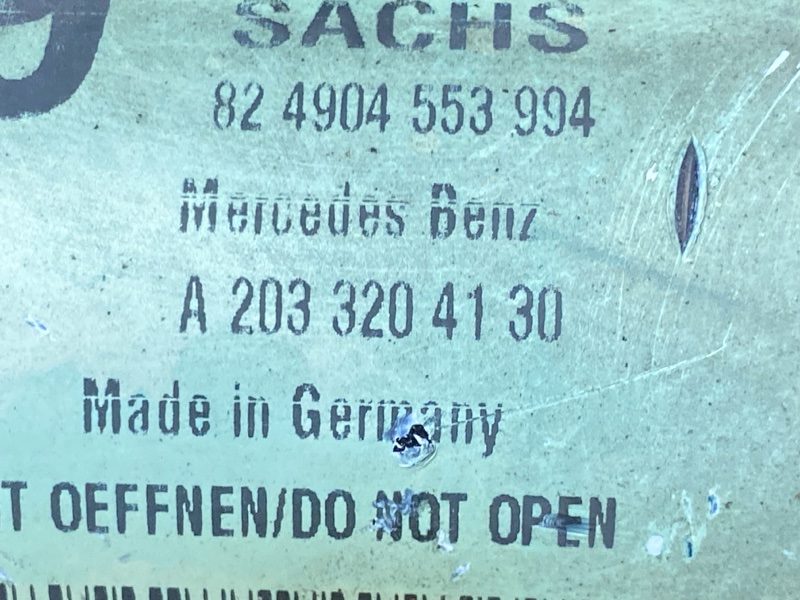 SACHS
82 4904 553 994
Mercedes Benz
A 203 320 41 30
Made in Germany
T OEFFNEN/DO NOT OPEN